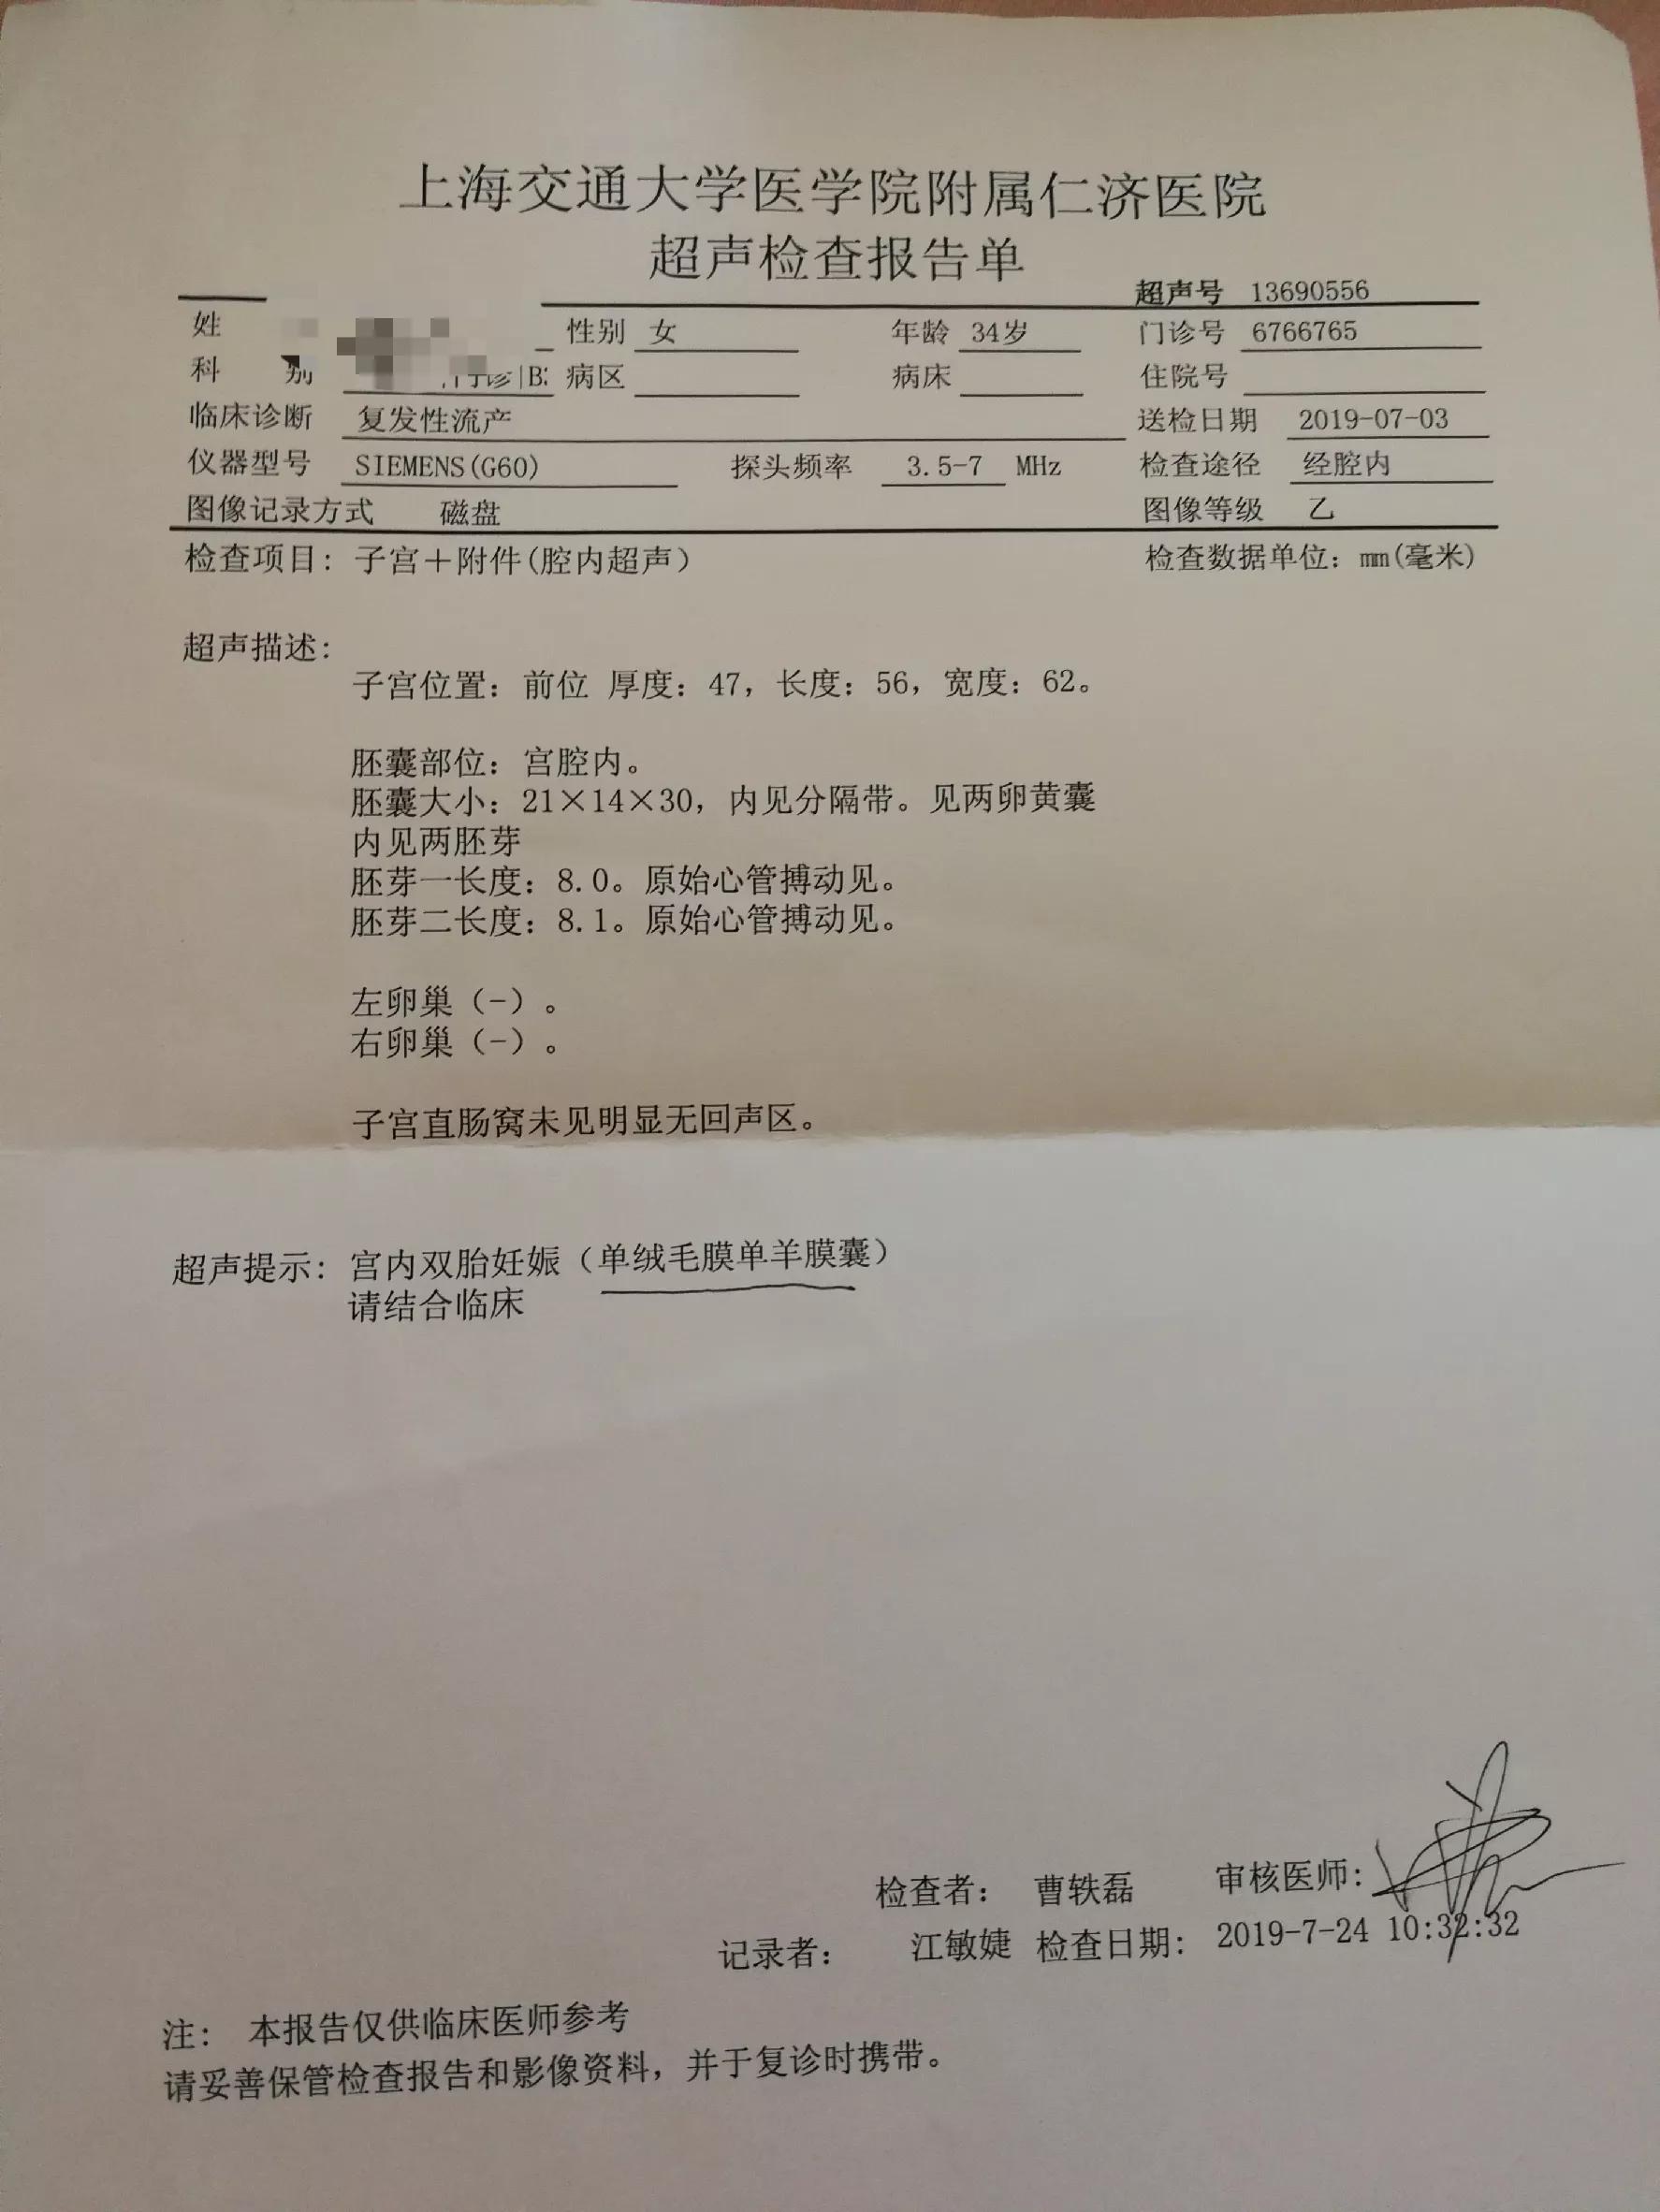 上海交通大学医学院附属仁济医院
超声检查报告单
超声号 13690556
姓 性别 女 年龄 34岁 门诊号 6766765
科 别 门诊|B 病区 病床 住院号
临床诊断 复发性流产 送检日期 2019-07-03
仪器型号 SIEMENS(G60) 探头频率 3.5-7 MHz 检查途径 经腔内
图像记录方式 磁盘 图像等级 乙
检查项目：子宫＋附件(腔内超声) 检查数据单位：mm(毫米)
超声描述：
子宫位置：前位 厚度：47，长度：56，宽度：62。
胚囊部位：宫腔内。
胚囊大小：21×14×30，内见分隔带。见两卵黄囊
内见两胚芽
胚芽一长度：8.0。原始心管搏动见。
胚芽二长度：8.1。原始心管搏动见。
左卵巢（-）。
右卵巢（-）。
子宫直肠窝未见明显无回声区。
超声提示：宫内双胎妊娠（单绒毛膜单羊膜囊）
请结合临床
检查者： 曹轶磊 审核医师：
记录者： 江敏婕 检查日期：2019-7-24 10:32:32
注： 本报告仅供临床医师参考
请妥善保管检查报告和影像资料，并于复诊时携带。